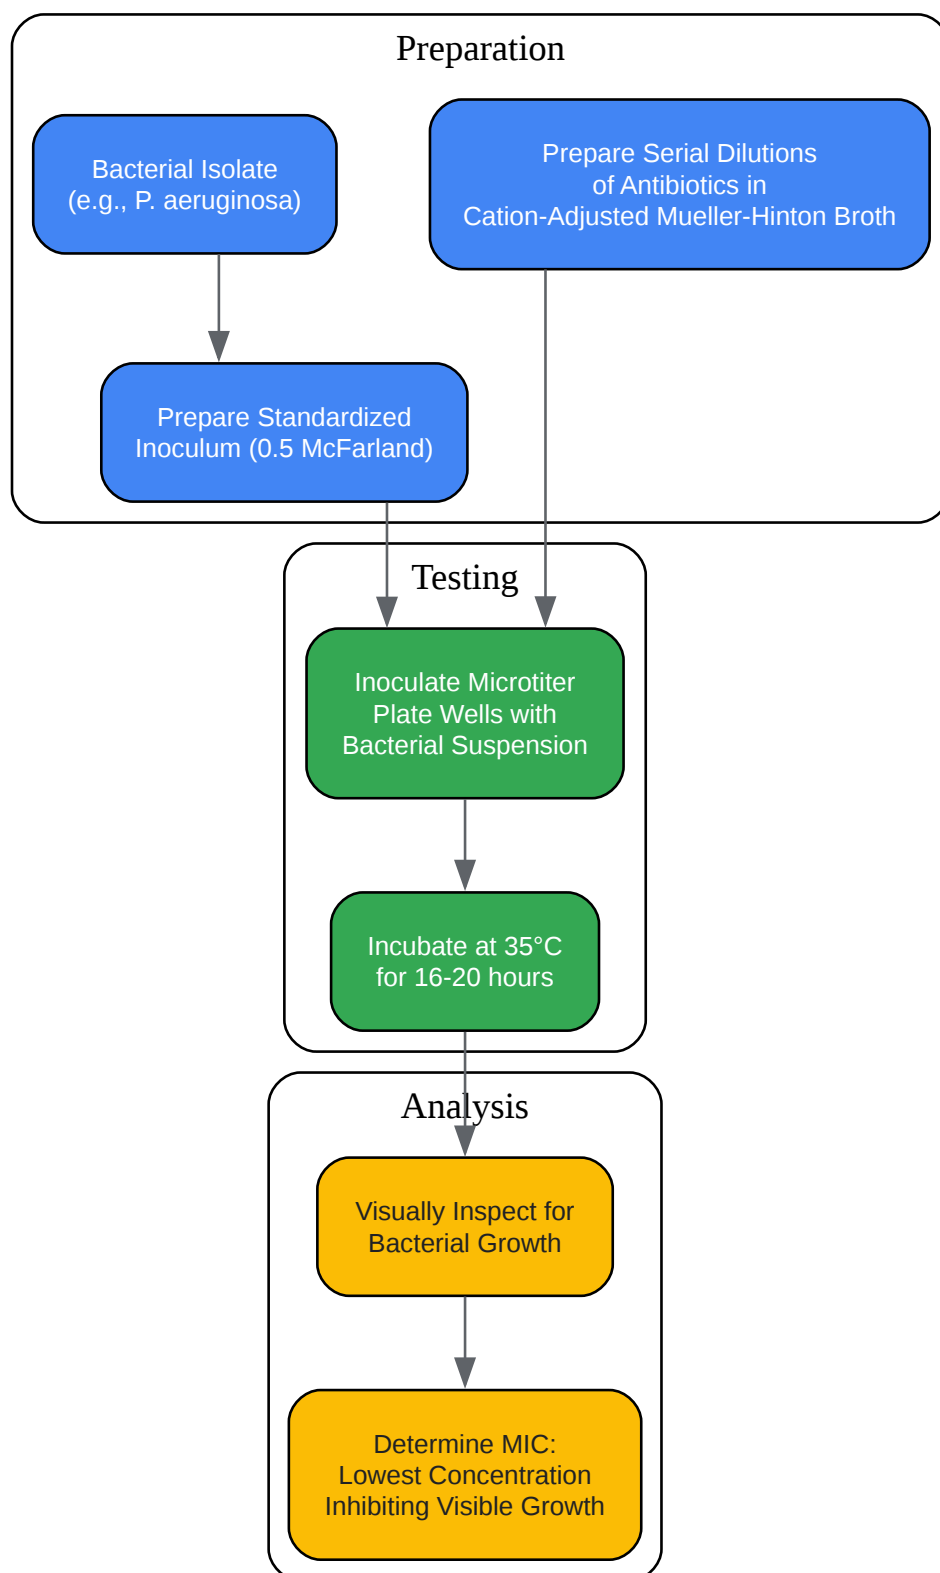 Preparation
Bacterial Isolate
(e.g., P. aeruginosa)
Prepare Serial Dilutions
of Antibiotics in
Cation-Adjusted Mueller-Hinton Broth
Prepare Standardized
Inoculum (0.5 McFarland)
Testing
Inoculate Microtiter
Plate Wells with
Bacterial Suspension
Incubate at 35°C
for 16-20 hours
Analysis
Visually Inspect for
Bacterial Growth
Determine MIC:
Lowest Concentration
Inhibiting Visible Growth